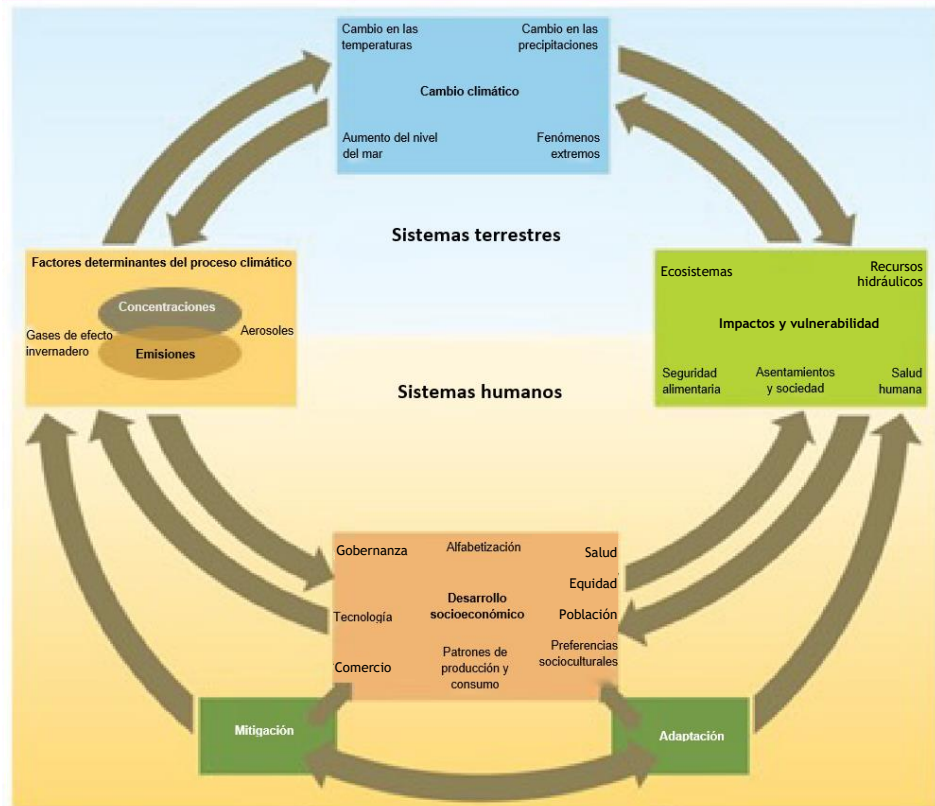 Cambio en las
temperaturas
Cambio en las
precipitaciones
Cambio climático
Aumento del nivel
del mar
Fenómenos
extremos
Sistemas terrestres
Factores determinantes del proceso climático
Concentraciones
Gases de efecto
invernadero
Aerosoles
Emisiones
Ecosistemas
Recursos
hidráulicos
Impactos y vulnerabilidad
Seguridad
alimentaria
Asentamientos
y sociedad
Salud
humana
Sistemas humanos
Gobernanza
Alfabetización
Salud
Equidad
Desarrollo
socioeconómico
Tecnología
Población
Comercio
Patrones de
producción y
consumo
Preferencias
socioculturales
Mitigación
Adaptación